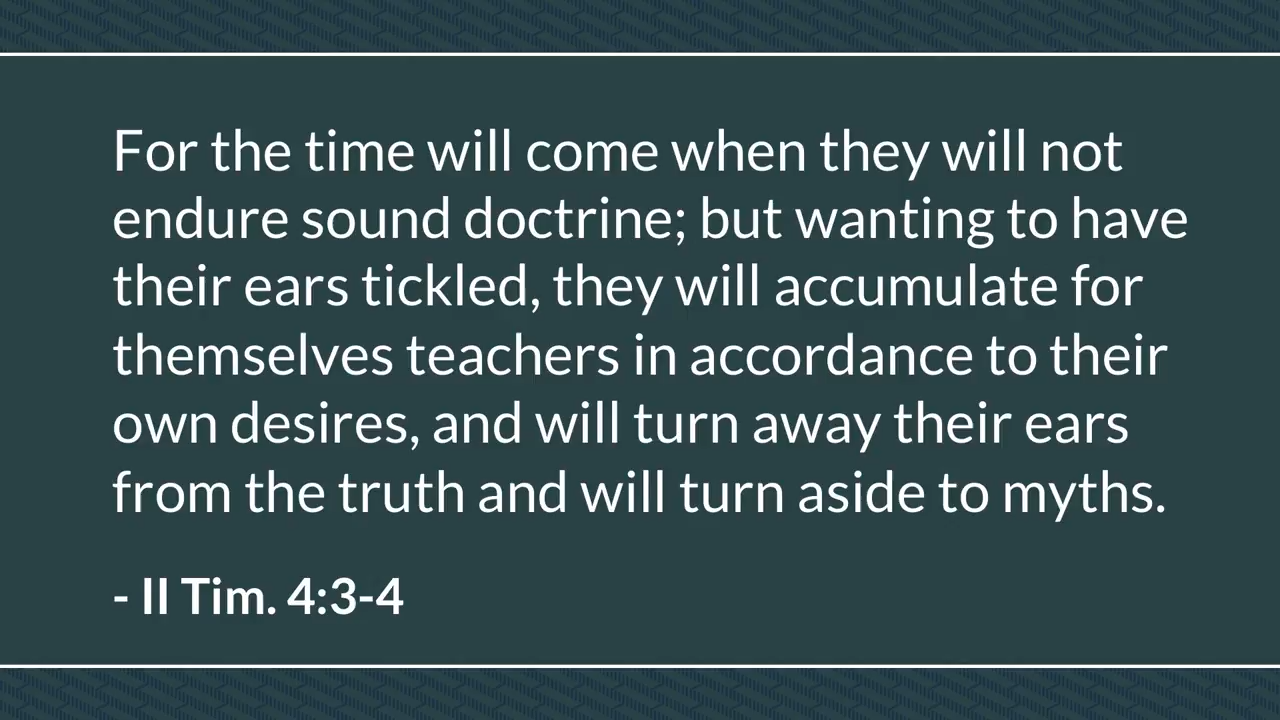 For the time will come when they will not
endure sound doctrine; but wanting to have
their ears tickled, they will accumulate for
themselves teachers in accordance to their
own desires, and will turn away their ears
from the truth and will turn aside to myths.
- II Tim. 4:3-4